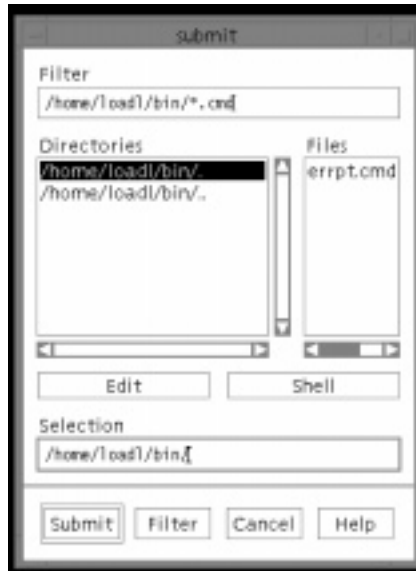 submit
Filter
/home/loadl/bin/*.cmd
Directories Files
/home/loadl/bin/. errpt.cmd
/home/loadl/bin/..
Edit Shell
Selection
/home/loadl/bin/
Submit Filter Cancel Help